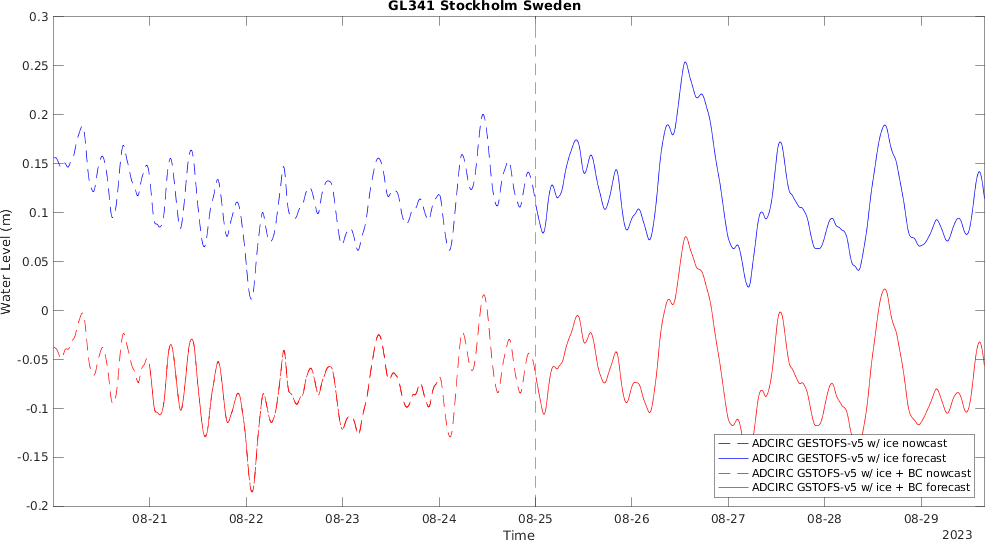 GL341 Stockholm Sweden
0.3
0.25
0.2
0.15
0.1
0.05
0
-0.05
-0.1
-0.15
-0.2
Water Level (m)
ADCIRC GESTOFS-v5 w/ ice nowcast
ADCIRC GESTOFS-v5 w/ ice forecast
ADCIRC GSTOFS-v5 w/ ice + BC nowcast
ADCIRC GSTOFS-v5 w/ ice + BC forecast
08-21 08-22 08-23 08-24 08-25 08-26 08-27 08-28 08-29
Time
2023